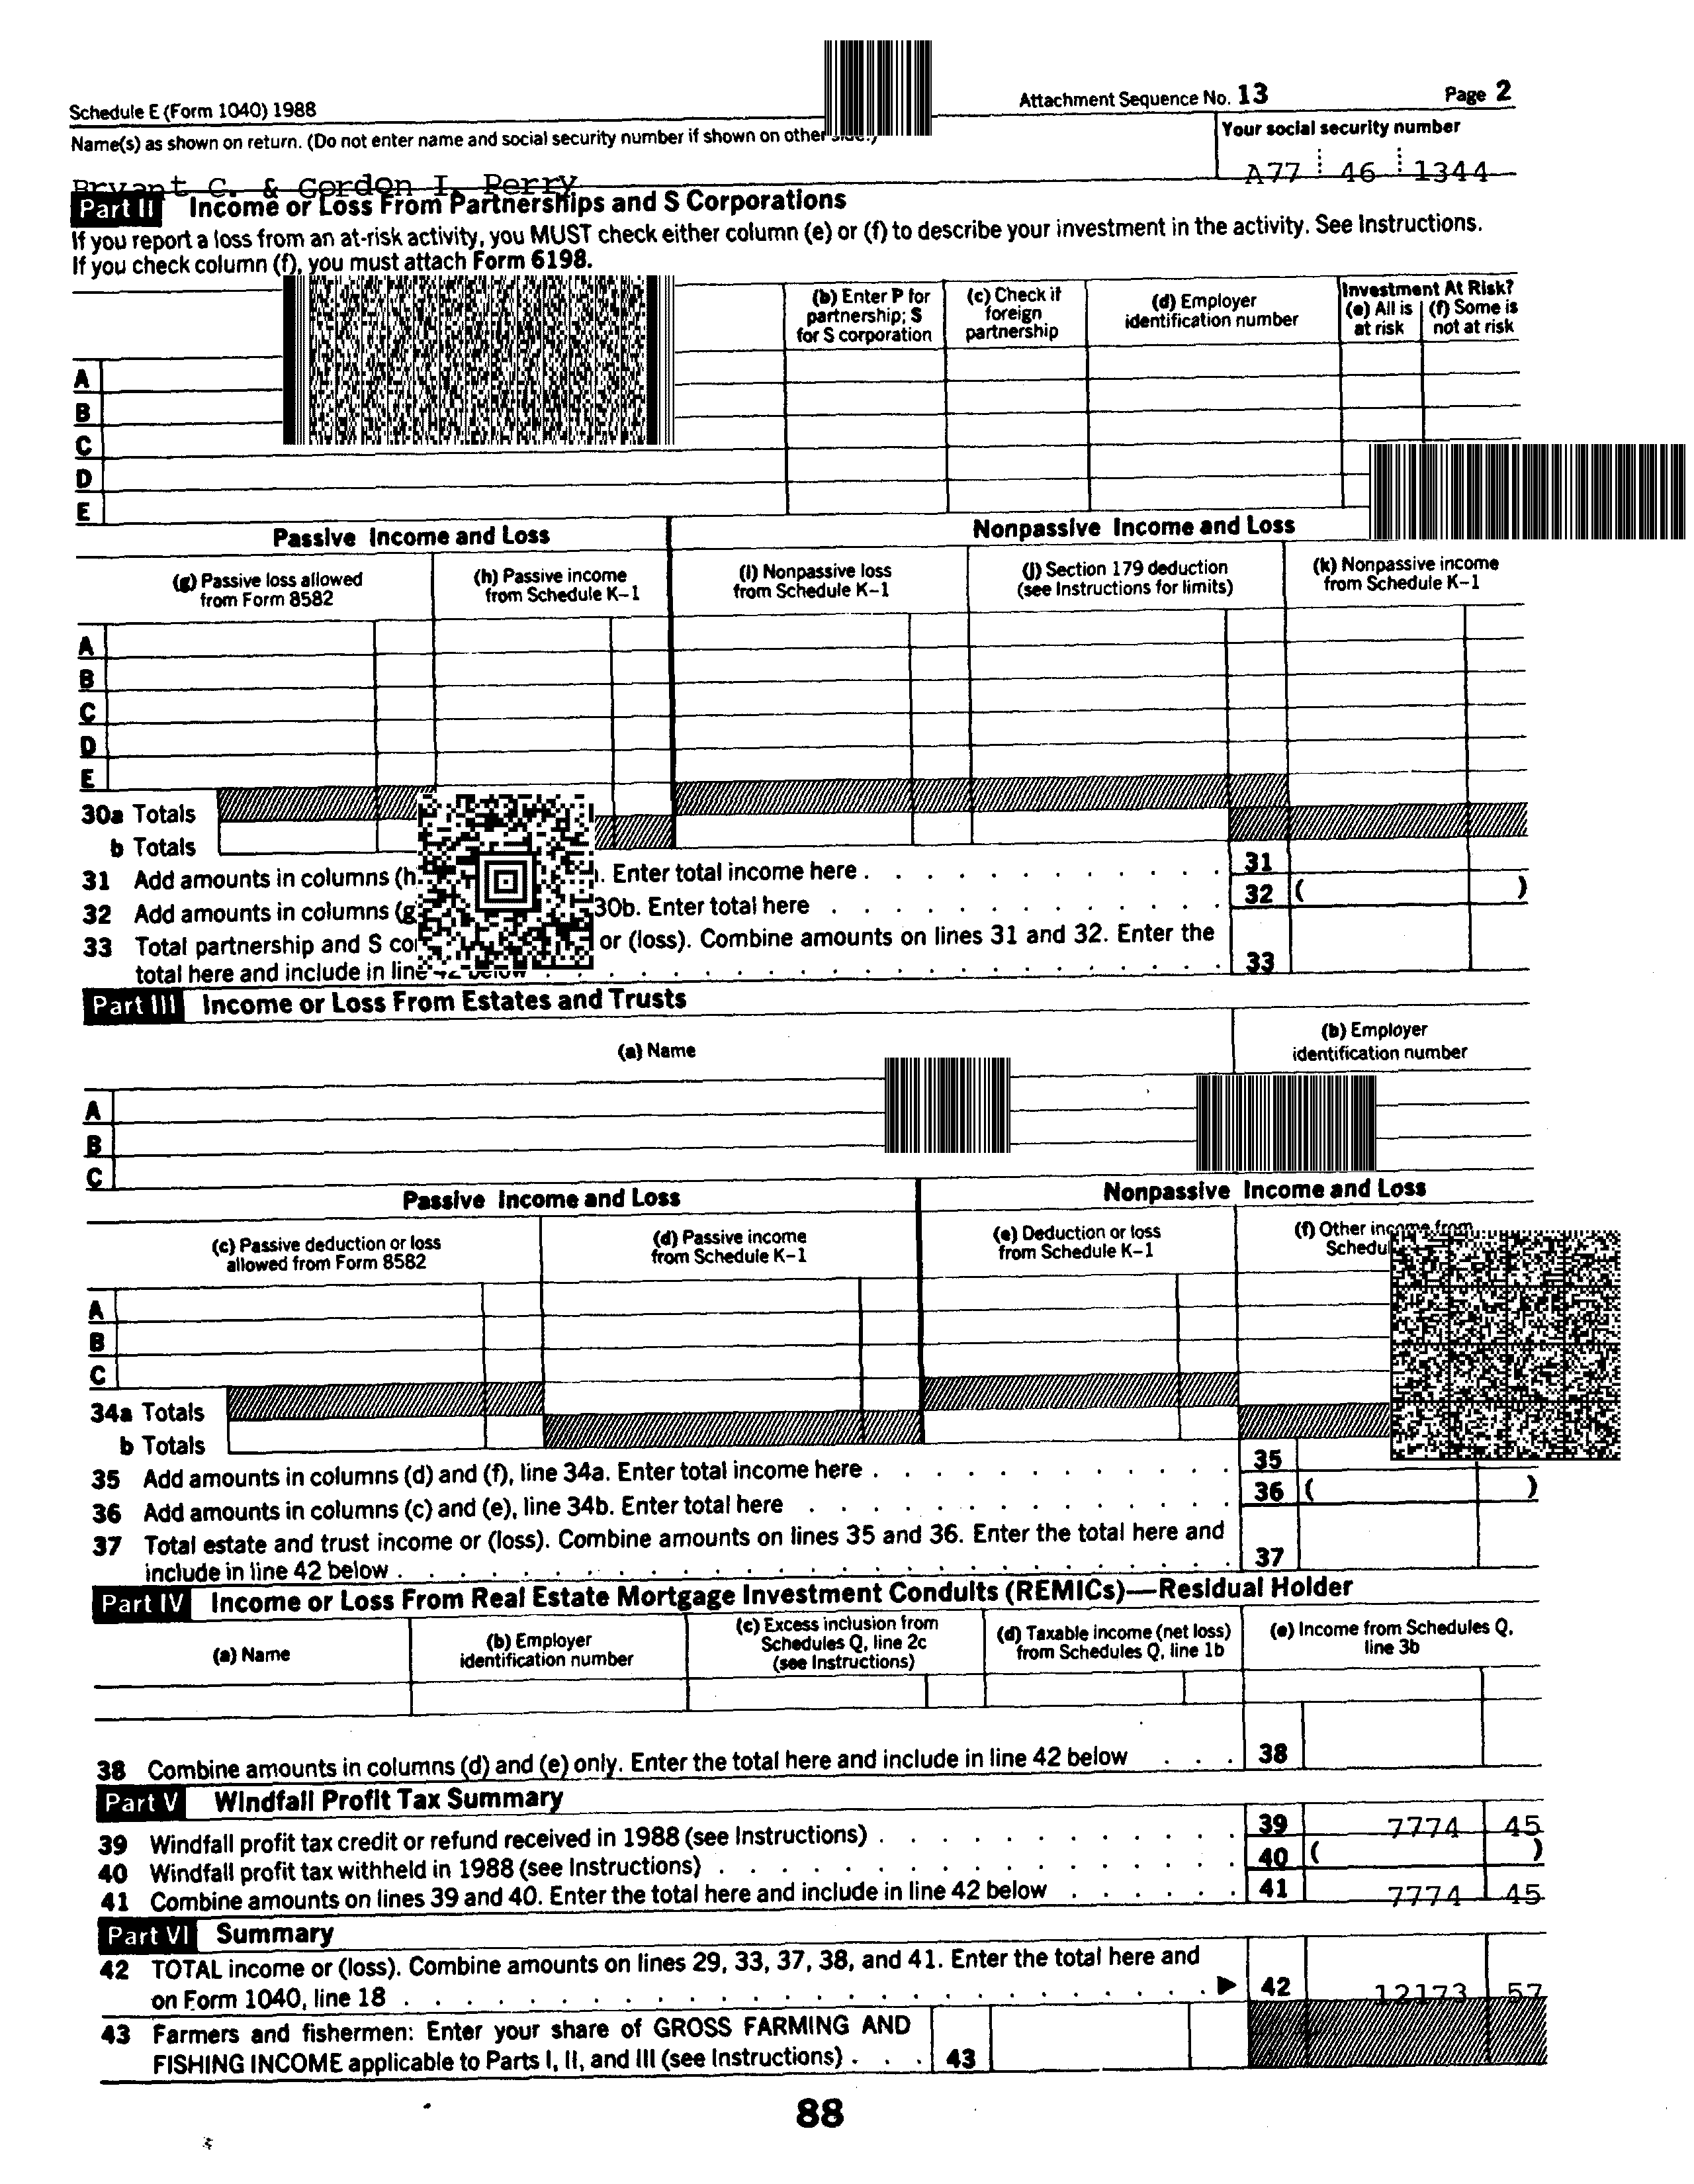 Schedule E (Form 1040) 1988 Attachment Sequence No. 13 Page 2
Name(s) as shown on return. (Do not enter name and social security number if shown on other side.) Your social security number
Bryant C. & Gordon I. Perry A77 46 1344
Part II Income or Loss From Partnerships and S Corporations
If you report a loss from an at-risk activity, you MUST check either column (e) or (f) to describe your investment in the activity. See Instructions.
If you check column (f), you must attach Form 6198.
(b) Enter P for partnership; S for S corporation
(c) Check if foreign partnership
(d) Employer identification number
Investment At Risk?
(e) All is at risk
(f) Some is not at risk
A
B
C
D
E
Passive Income and Loss Nonpassive Income and Loss
(g) Passive loss allowed from Form 8582
(h) Passive income from Schedule K-1
(i) Nonpassive loss from Schedule K-1
(j) Section 179 deduction (see Instructions for limits)
(k) Nonpassive income from Schedule K-1
A
B
C
D
E
30a Totals
b Totals
31 Add amounts in columns (h . Enter total income here . 31
32 Add amounts in columns (g 30b. Enter total here 32 ( )
33 Total partnership and S or (loss). Combine amounts on lines 31 and 32. Enter the
total here and include in line 42 below 33
Part III Income or Loss From Estates and Trusts
(a) Name
(b) Employer identification number
A
B
C
Passive Income and Loss Nonpassive Income and Loss
(c) Passive deduction or loss allowed from Form 8582
(d) Passive income from Schedule K-1
(e) Deduction or loss from Schedule K-1
(f) Other income from
A
B
C
34a Totals
b Totals
35 Add amounts in columns (d) and (f), line 34a. Enter total income here . 35
36 Add amounts in columns (c) and (e), line 34b. Enter total here 36 ( )
37 Total estate and trust income or (loss). Combine amounts on lines 35 and 36. Enter the total here and
include in line 42 below . 37
Part IV Income or Loss From Real Estate Mortgage Investment Conduits (REMICs)—Residual Holder
(a) Name
(b) Employer identification number
(c) Excess inclusion from Schedules Q, line 2c (see Instructions)
(d) Taxable income (net loss) from Schedules Q, line 1b
(e) Income from Schedules Q, line 3b
38 Combine amounts in columns (d) and (e) only. Enter the total here and include in line 42 below 38
Part V Windfall Profit Tax Summary
39 Windfall profit tax credit or refund received in 1988 (see Instructions) . 39 7774 45
40 Windfall profit tax withheld in 1988 (see Instructions) . 40 ( )
41 Combine amounts on lines 39 and 40. Enter the total here and include in line 42 below 41 7774 45
Part VI Summary
42 TOTAL income or (loss). Combine amounts on lines 29, 33, 37, 38, and 41. Enter the total here and
on Form 1040, line 18 . 42 12173 57
43 Farmers and fishermen: Enter your share of GROSS FARMING AND
FISHING INCOME applicable to Parts I, II, and III (see Instructions) . 43
88